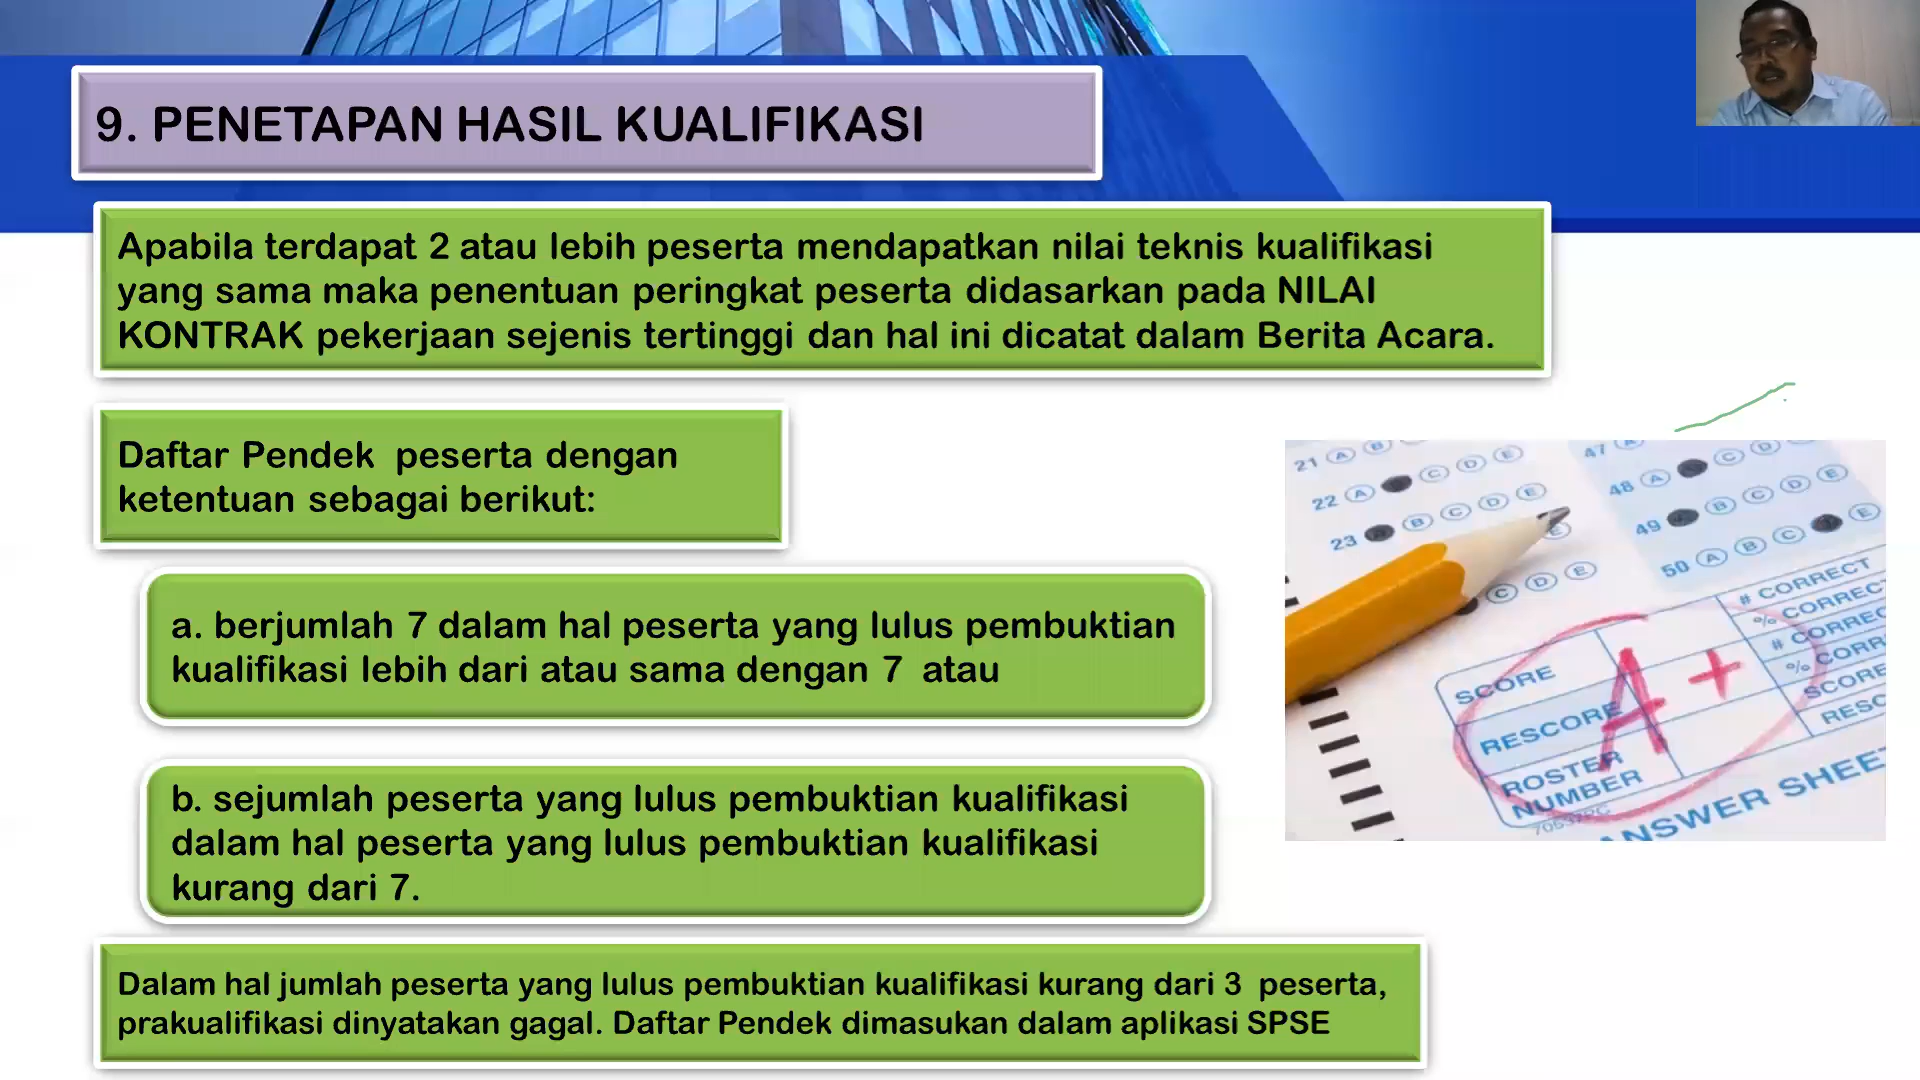 9. PENETAPAN HASIL KUALIFIKASI
Apabila terdapat 2 atau lebih peserta mendapatkan nilai teknis kualifikasi
yang sama maka penentuan peringkat peserta didasarkan pada NILAI
KONTRAK pekerjaan sejenis tertinggi dan hal ini dicatat dalam Berita Acara.
Daftar Pendek peserta dengan
ketentuan sebagai berikut:
a. berjumlah 7 dalam hal peserta yang lulus pembuktian
kualifikasi lebih dari atau sama dengan 7 atau
b. sejumlah peserta yang lulus pembuktian kualifikasi
dalam hal peserta yang lulus pembuktian kualifikasi
kurang dari 7.
Dalam hal jumlah peserta yang lulus pembuktian kualifikasi kurang dari 3 peserta,
prakualifikasi dinyatakan gagal. Daftar Pendek dimasukan dalam aplikasi SPSE
21 A B C D E
22 A C D E
23 B C D E
E
C D E
47 A
48 A C D
49 B C D E
50 A B C E
# CORRECT
% CORREC
# CORREC
% CORR
SCORE
RESC
SCORE
A+
RESCORE
ROSTER
NUMBER
ANSWER SHEE